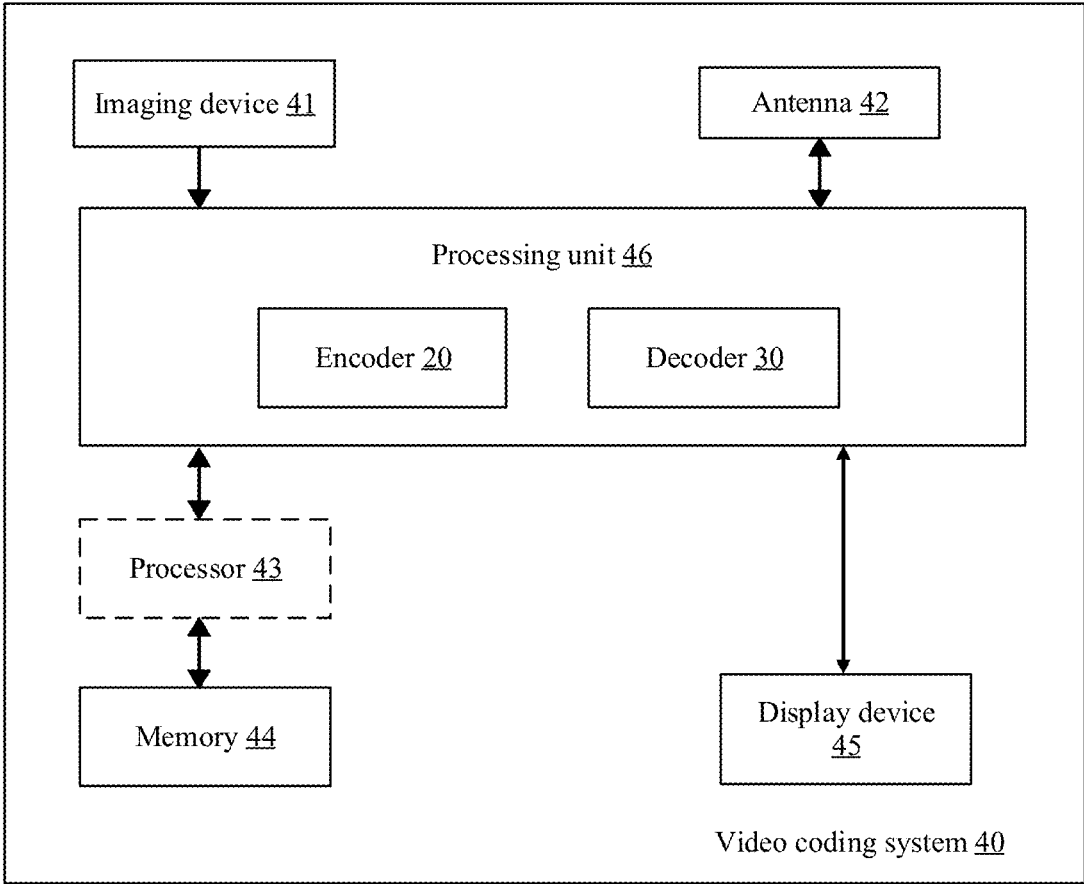 Imaging device 41
Antenna 42
Processing unit 46
Encoder 20
Decoder 30
Processor 43
Memory 44
Display device
45
Video coding system 40